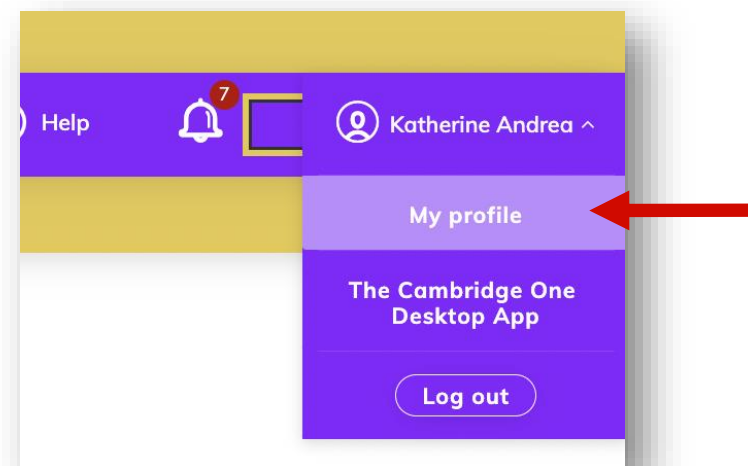 Help
7
Katherine Andrea
My profile
The Cambridge One
Desktop App
Log out